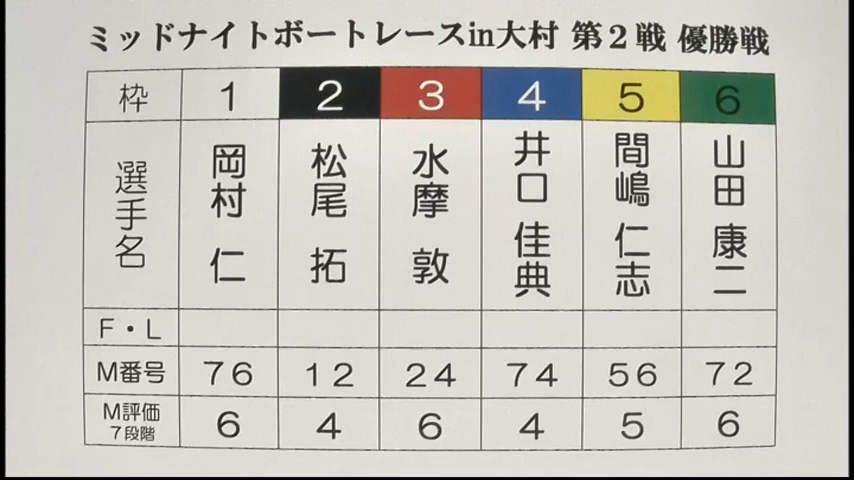 ミッドナイトボートレースin大村 第２戦 優勝戦
枠 1 2 3 4 5 6
選手名 岡村 仁 松尾 拓 水摩 敦 井口 佳典 間嶋 仁志 山田 康二
F・L
M番号 76 12 24 74 56 72
M評価 7段階 6 4 6 4 5 6